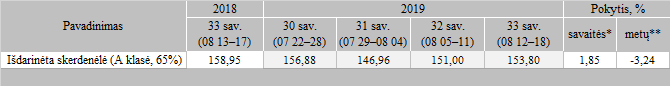 Pavadinimas 2018 2019 Pokytis, %
33 sav. (08 13–17) 30 sav. (07 22–28) 31 sav. (07 29–08 04) 32 sav. (08 05–11) 33 sav. (08 12–18) savaitės* metų**
Išdarinėta skerdenėlė (A klasė, 65%) 158,95 156,88 146,96 151,00 153,80 1,85 -3,24